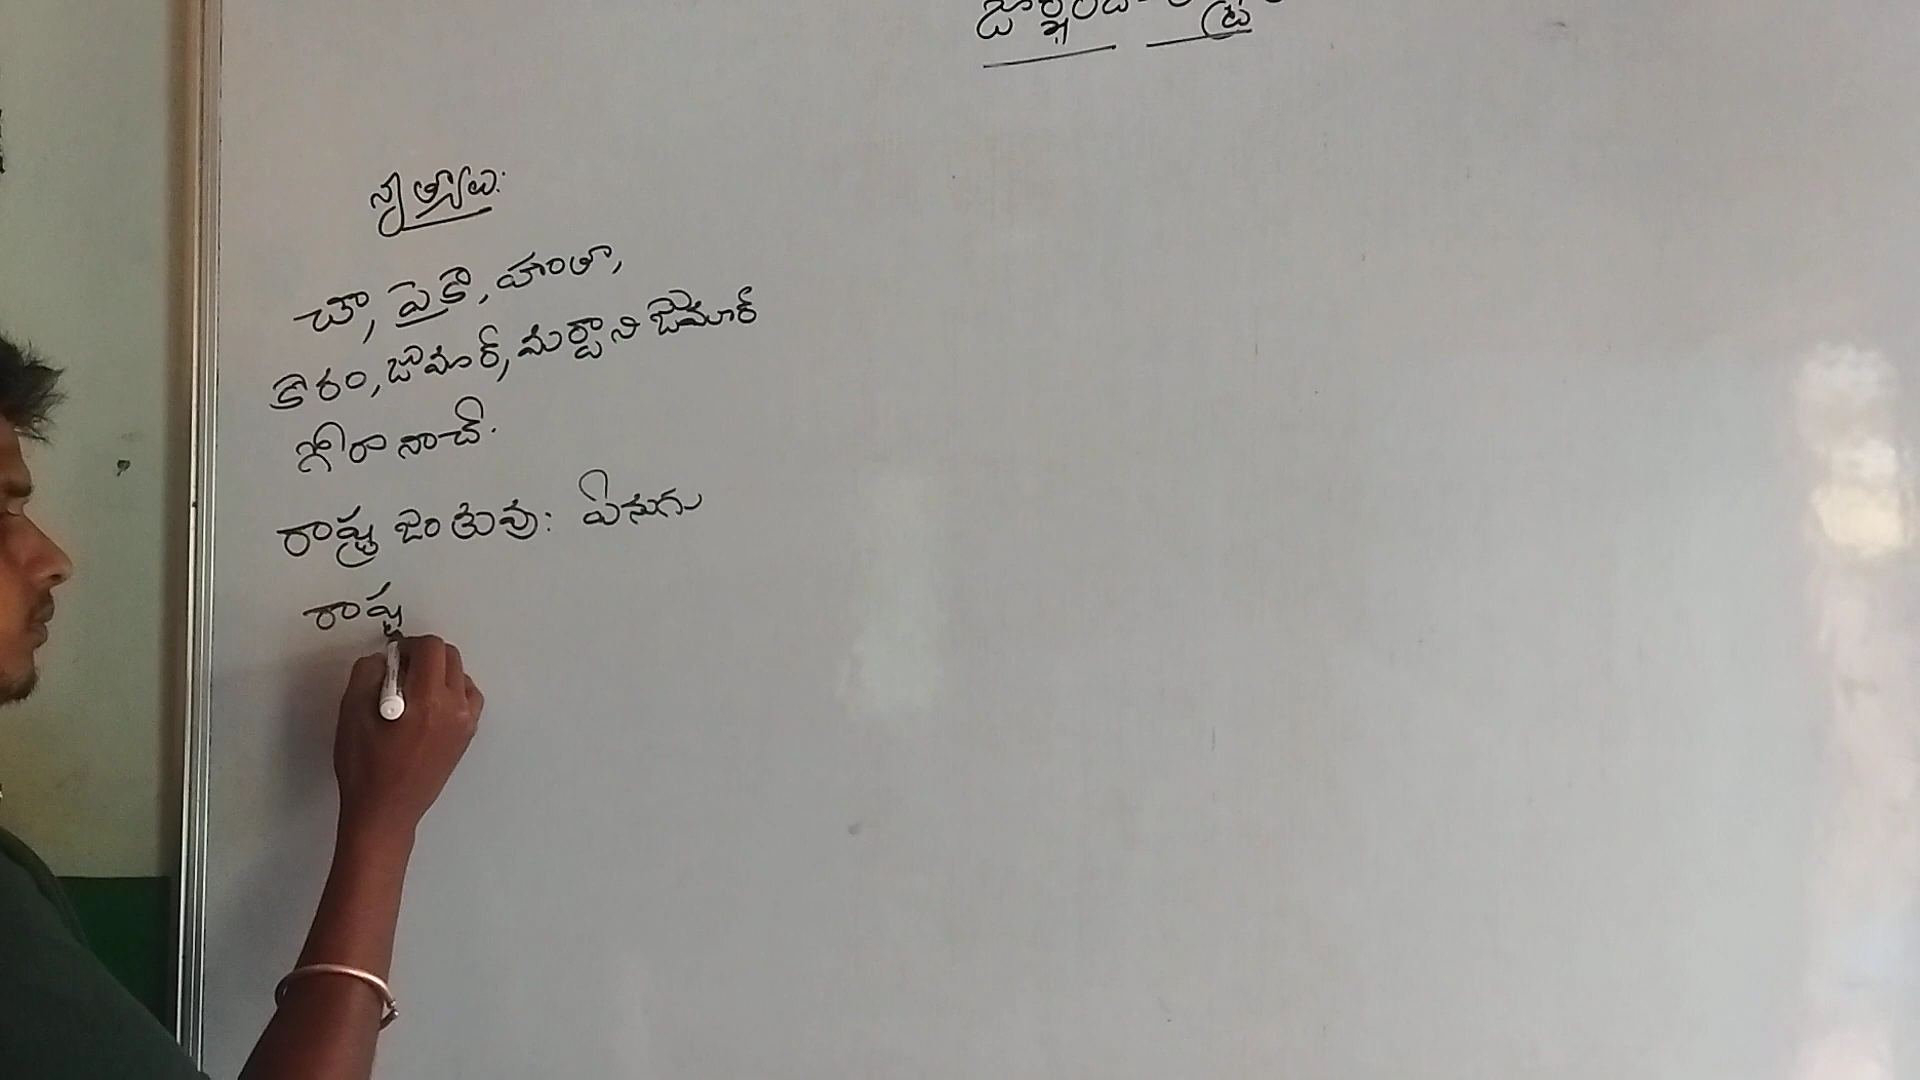 నృత్యాలు:
చౌ, పైకా, హంతా,
కారం, జుమార్, మర్దాని జుమార్
గోరా నాచ్.
రాష్ట్ర జంతువు: ఏనుగు
రాష్ట